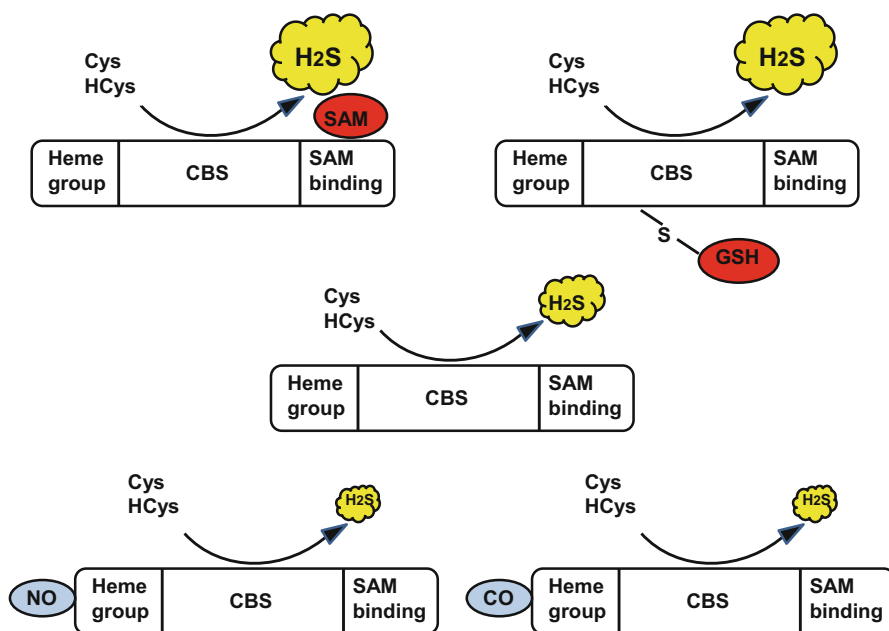 Cys
HCys
H2S
SAM
Heme
group
CBS
SAM
binding
Cys
HCys
H2S
Heme
group
CBS
SAM
binding
S
GSH
Cys
HCys
H2S
Heme
group
CBS
SAM
binding
Cys
HCys
H2S
NO
Heme
group
CBS
SAM
binding
Cys
HCys
H2S
CO
Heme
group
CBS
SAM
binding